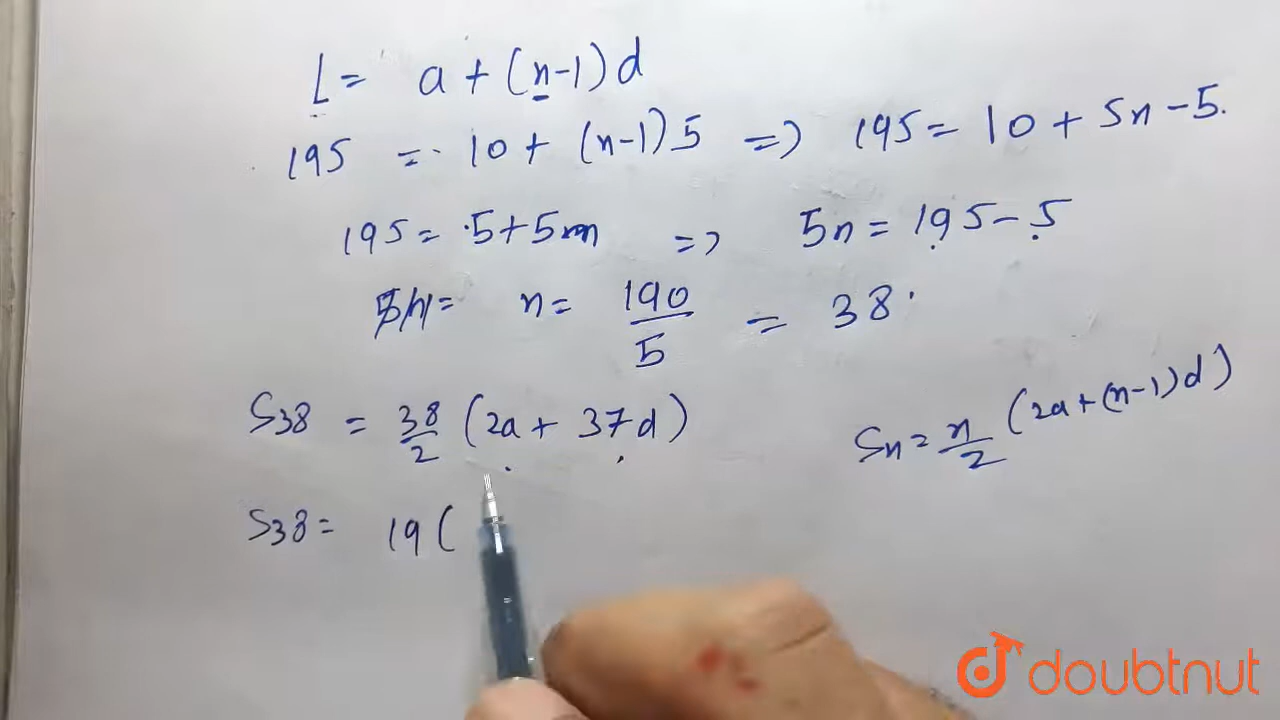 L = a + (n-1)d
195 = 10 + (n-1)5 => 195 = 10 + 5n - 5.
195 = 5 + 5n => 5n = 195 - 5
5n = n = 190/5 = 38
S38 = 38/2 (2a + 37d) Sn = n/2 (2a + (n-1)d)
S38 = 19 (
doubtnut